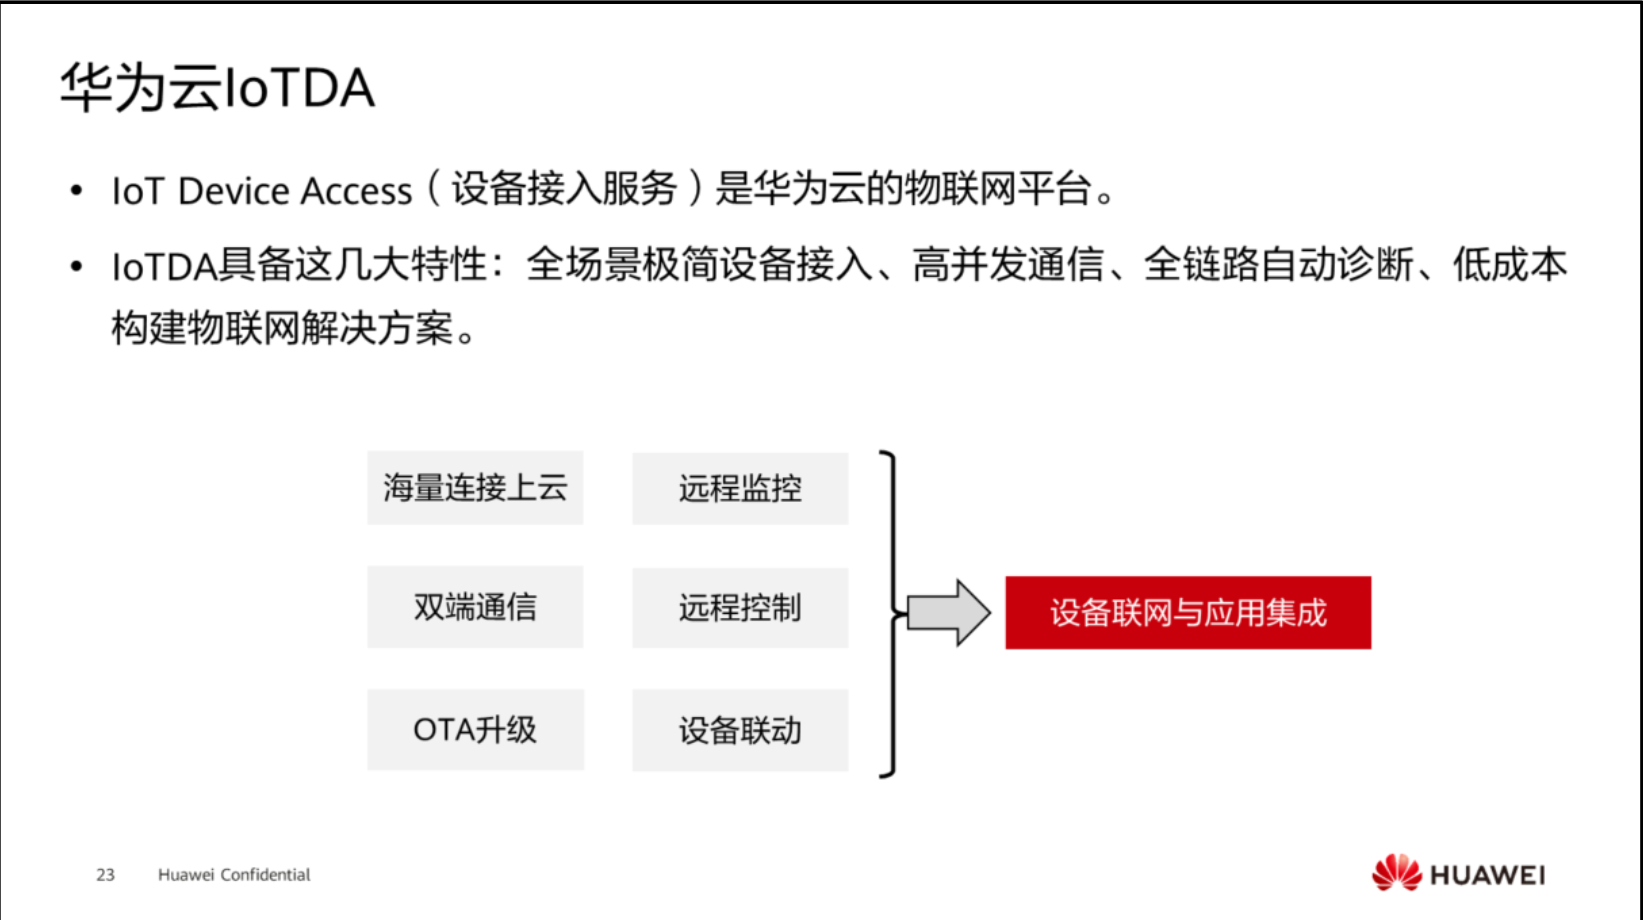 华为云IoTDA
• IoT Device Access（设备接入服务）是华为云的物联网平台。
• IoTDA具备这几大特性：全场景极简设备接入、高并发通信、全链路自动诊断、低成本
构建物联网解决方案。
海量连接上云
远程监控
双端通信
远程控制
设备联网与应用集成
OTA升级
设备联动
23
Huawei Confidential
HUAWEI